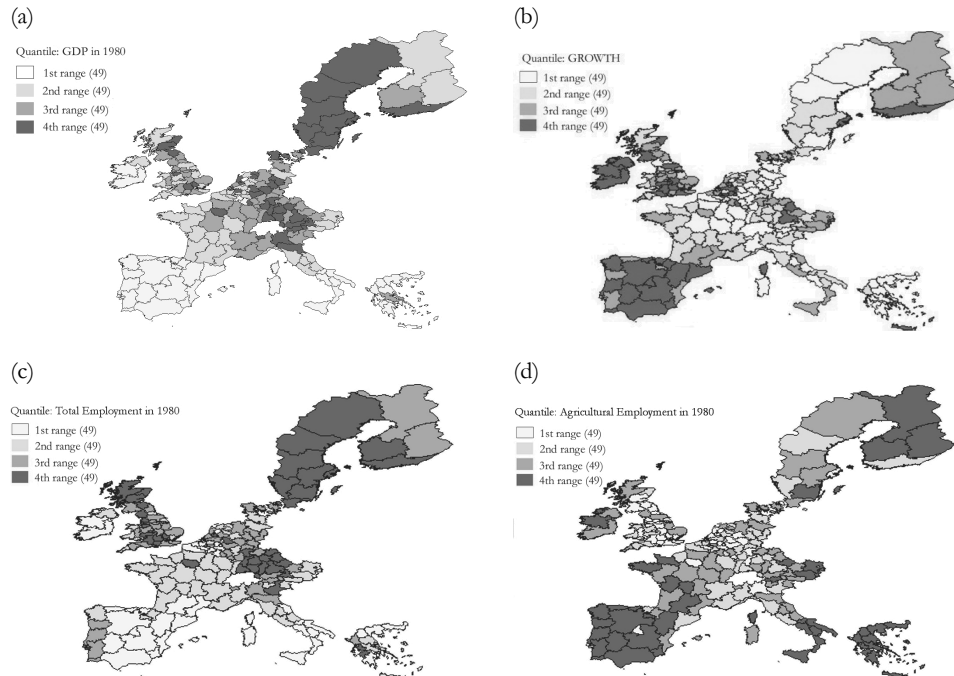 (a)
Quantile: GDP in 1980
1st range (49)
2nd range (49)
3rd range (49)
4th range (49)
(b)
Quantile: GROWTH
1st range (49)
2nd range (49)
3rd range (49)
4th range (49)
(c)
Quantile: Total Employment in 1980
1st range (49)
2nd range (49)
3rd range (49)
4th range (49)
(d)
Quantile: Agricultural Employment in 1980
1st range (49)
2nd range (49)
3rd range (49)
4th range (49)